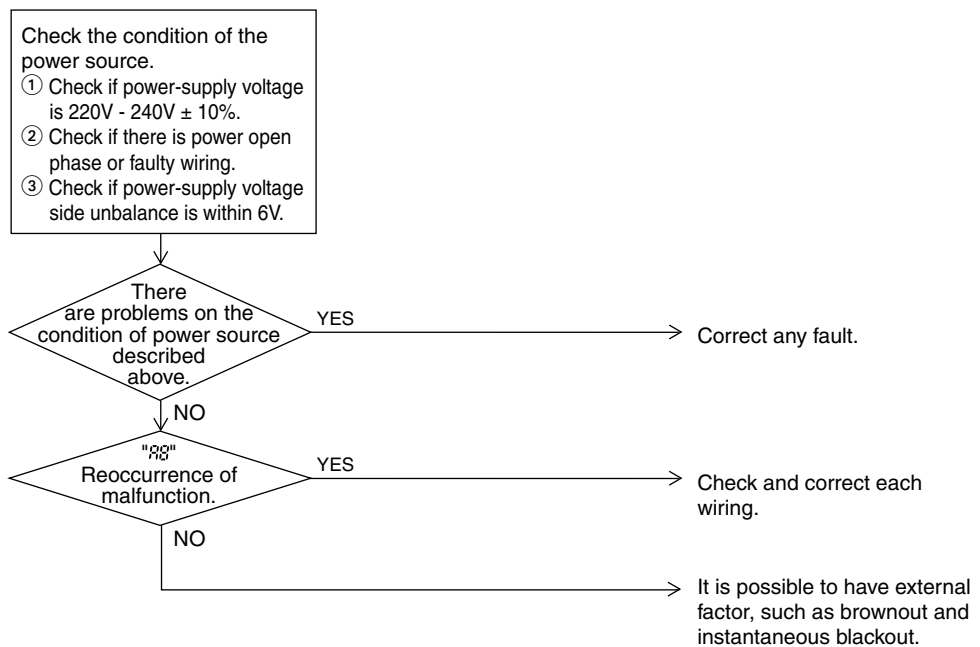 Check the condition of the
power source.
① Check if power-supply voltage
is 220V - 240V ± 10%.
② Check if there is power open
phase or faulty wiring.
③ Check if power-supply voltage
side unbalance is within 6V.
There
are problems on the
condition of power source
described
above.
YES
Correct any fault.
NO
"A8"
Reoccurrence of
malfunction.
YES
Check and correct each
wiring.
NO
It is possible to have external
factor, such as brownout and
instantaneous blackout.